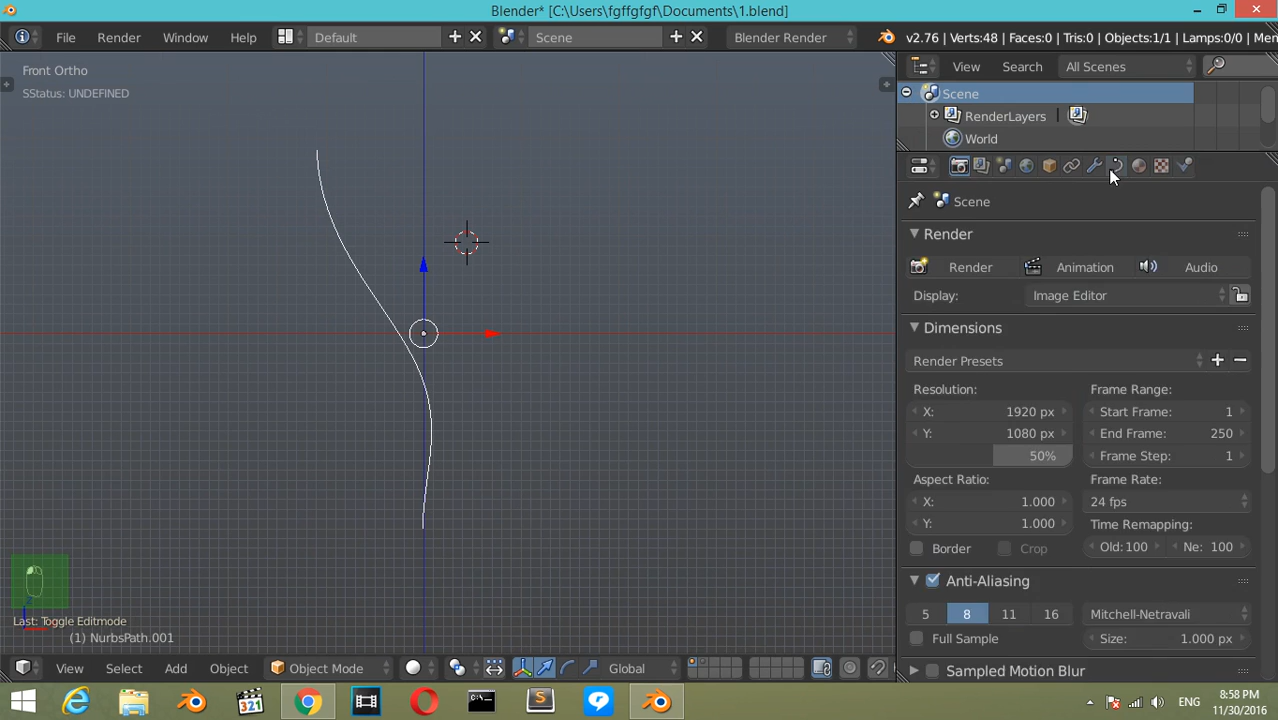 Blender* [C:\Users\fgffgfgf\Documents\1.blend]
File Render Window Help Default Scene Blender Render v2.76 | Verts:48 | Faces:0 | Tris:0 | Objects:1/1 | Lamps:0/0 | Mem
Front Ortho
SStatus: UNDEFINED
View Search All Scenes
Scene
RenderLayers
World
Scene
Render
Render Animation Audio
Display: Image Editor
Dimensions
Render Presets
Resolution: Frame Range:
X: 1920 px Start Frame: 1
Y: 1080 px End Frame: 250
50% Frame Step: 1
Aspect Ratio: Frame Rate:
X: 1.000 24 fps
Y: 1.000 Time Remapping:
Border Crop Old: 100 Ne: 100
Anti-Aliasing
5 8 11 16 Mitchell-Netravali
Full Sample Size: 1.000 px
Sampled Motion Blur
Last: Toggle Editmode
(1) NurbsPath.001
View Select Add Object Object Mode Global
321
ENG
8:58 PM
11/30/2016